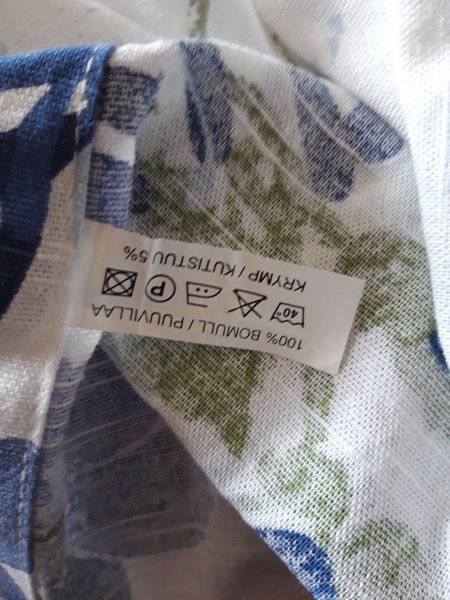 100% BOMULL / PUUVILLAA
40° P
KRYMP / KUTISTUU 5%